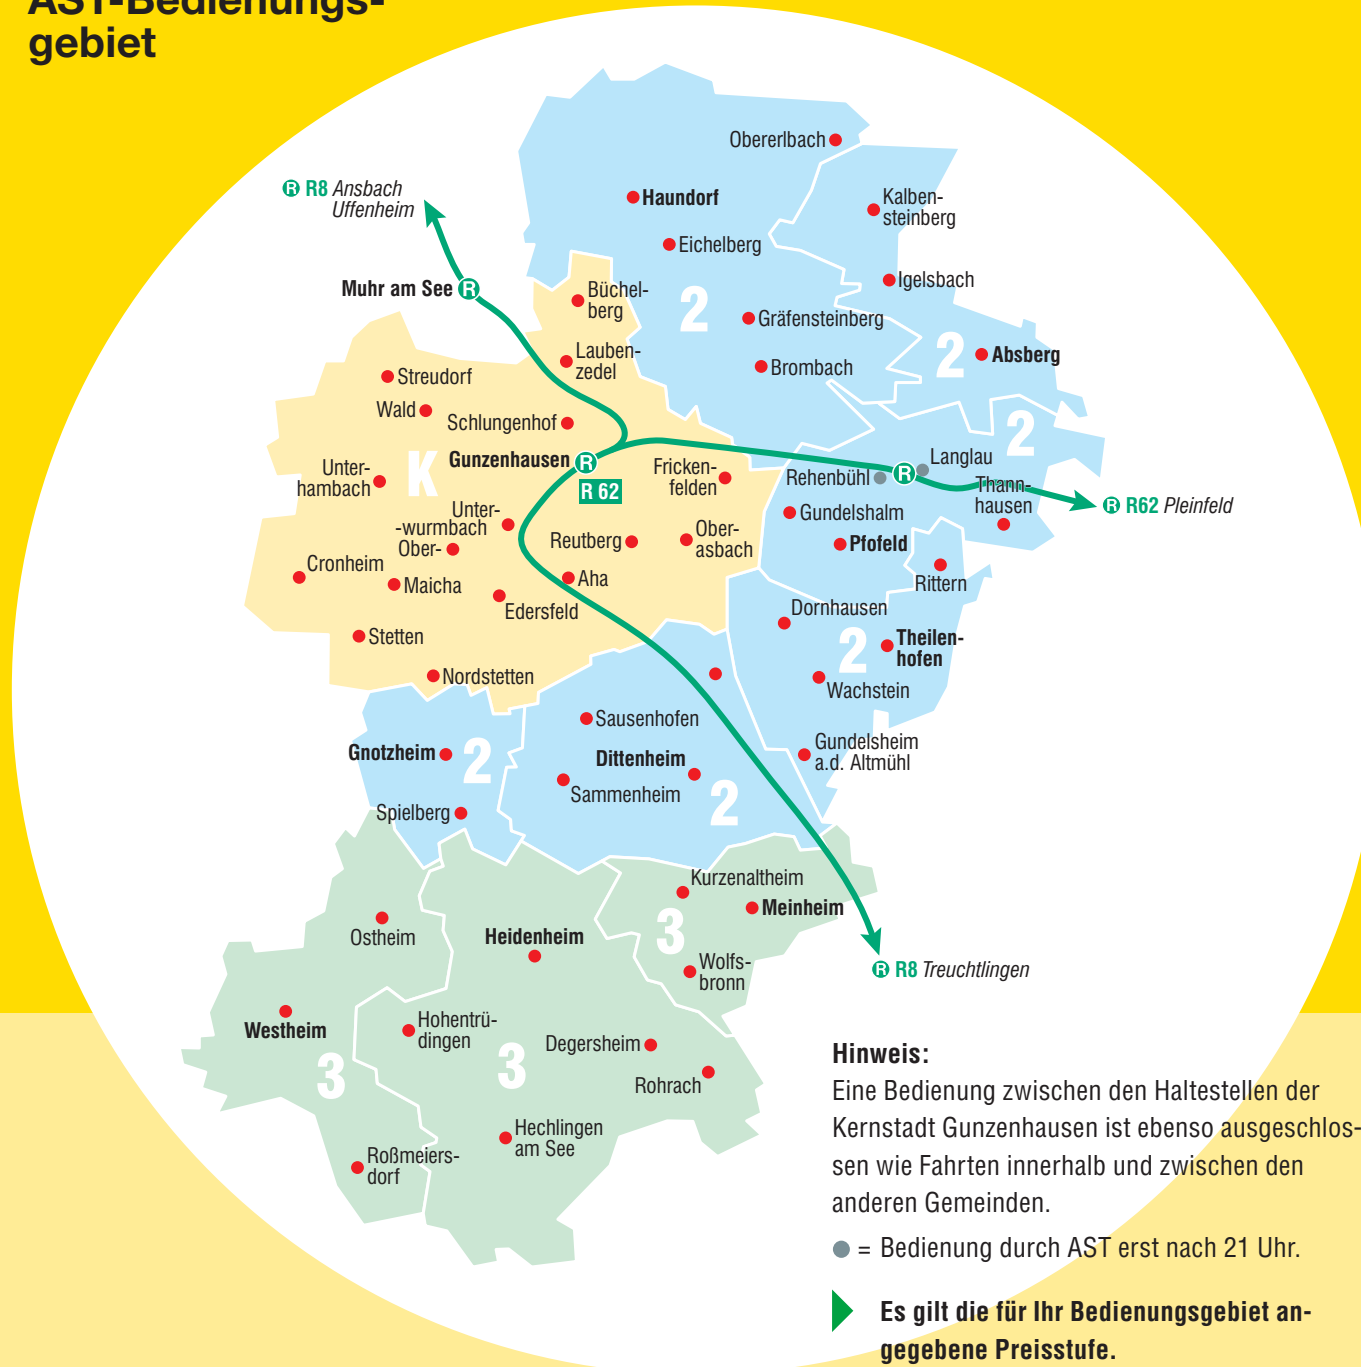 AST-Bedienungs-
gebiet
Obererlbach
R R8 Ansbach
Uffenheim
Haundorf
Kalben-
steinberg
Eichelberg
Igelsbach
Muhr am See R
Büchel-
berg
2
Gräfensteinberg
2
Absberg
Lauben-
zedel
Brombach
Streudorf
Wald
Schlungenhof
2
Gunzenhausen R
R 62
K
Unter-
hambach
Fricken-
felden
Rehenbühl
R
Langlau
Thann-
hausen
R R62 Pleinfeld
Unter-
-wurmbach
Ober-
Gundelshalm
Reutberg
Ober-
asbach
Pfofeld
Cronheim
Maicha
Aha
Rittern
Edersfeld
Dornhausen
Stetten
2
Theilen-
hofen
Nordstetten
Wachstein
Sausenhofen
Gnotzheim
2
Dittenheim
Gundelsheim
a.d. Altmühl
Sammenheim
2
Spielberg
Kurzenaltheim
Meinheim
Ostheim
Heidenheim
3
Wolfs-
bronn
R R8 Treuchtlingen
Westheim
Hohentrü-
dingen
Degersheim
3
3
Rohrach
Hechlingen
am See
Roßmeiers-
dorf
Hinweis:
Eine Bedienung zwischen den Haltestellen der
Kernstadt Gunzenhausen ist ebenso ausgeschlos-
sen wie Fahrten innerhalb und zwischen den
anderen Gemeinden.
= Bedienung durch AST erst nach 21 Uhr.
Es gilt die für Ihr Bedienungsgebiet an-
gegebene Preisstufe.